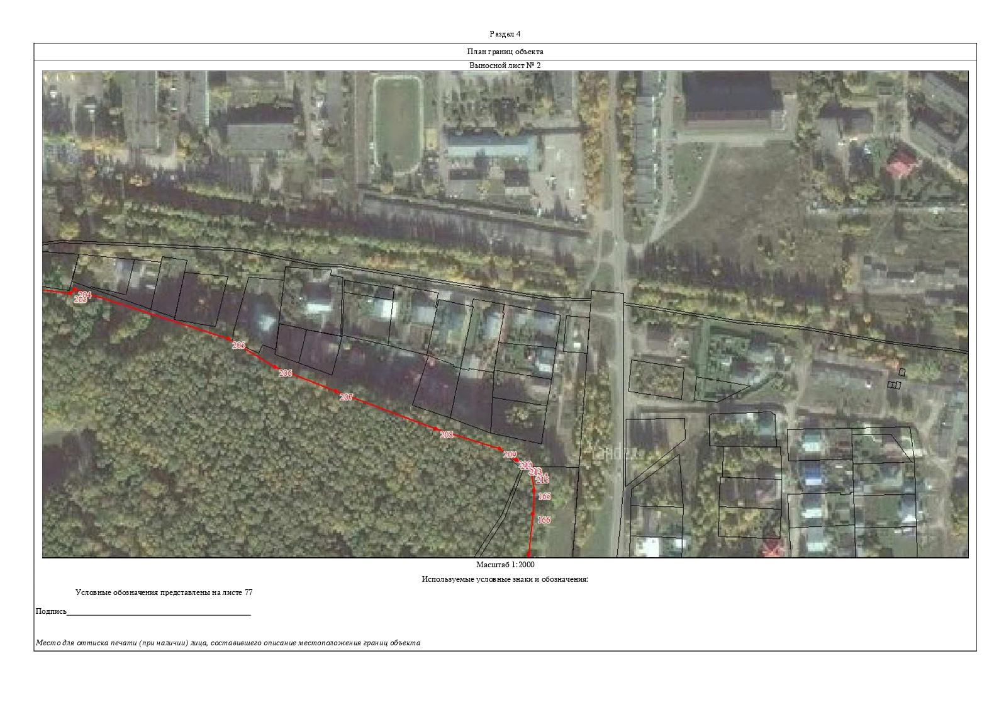 Раздел 4
План границ объекта
Выносной лист № 2
204
203
205
206
207
208
209
213
215
165
166
Масштаб 1:2000
Используемые условные знаки и обозначения:
Условные обозначения представлены на листе 77
Подпись
Место для оттиска печати (при наличии) лица, составившего описание местоположения границ объекта